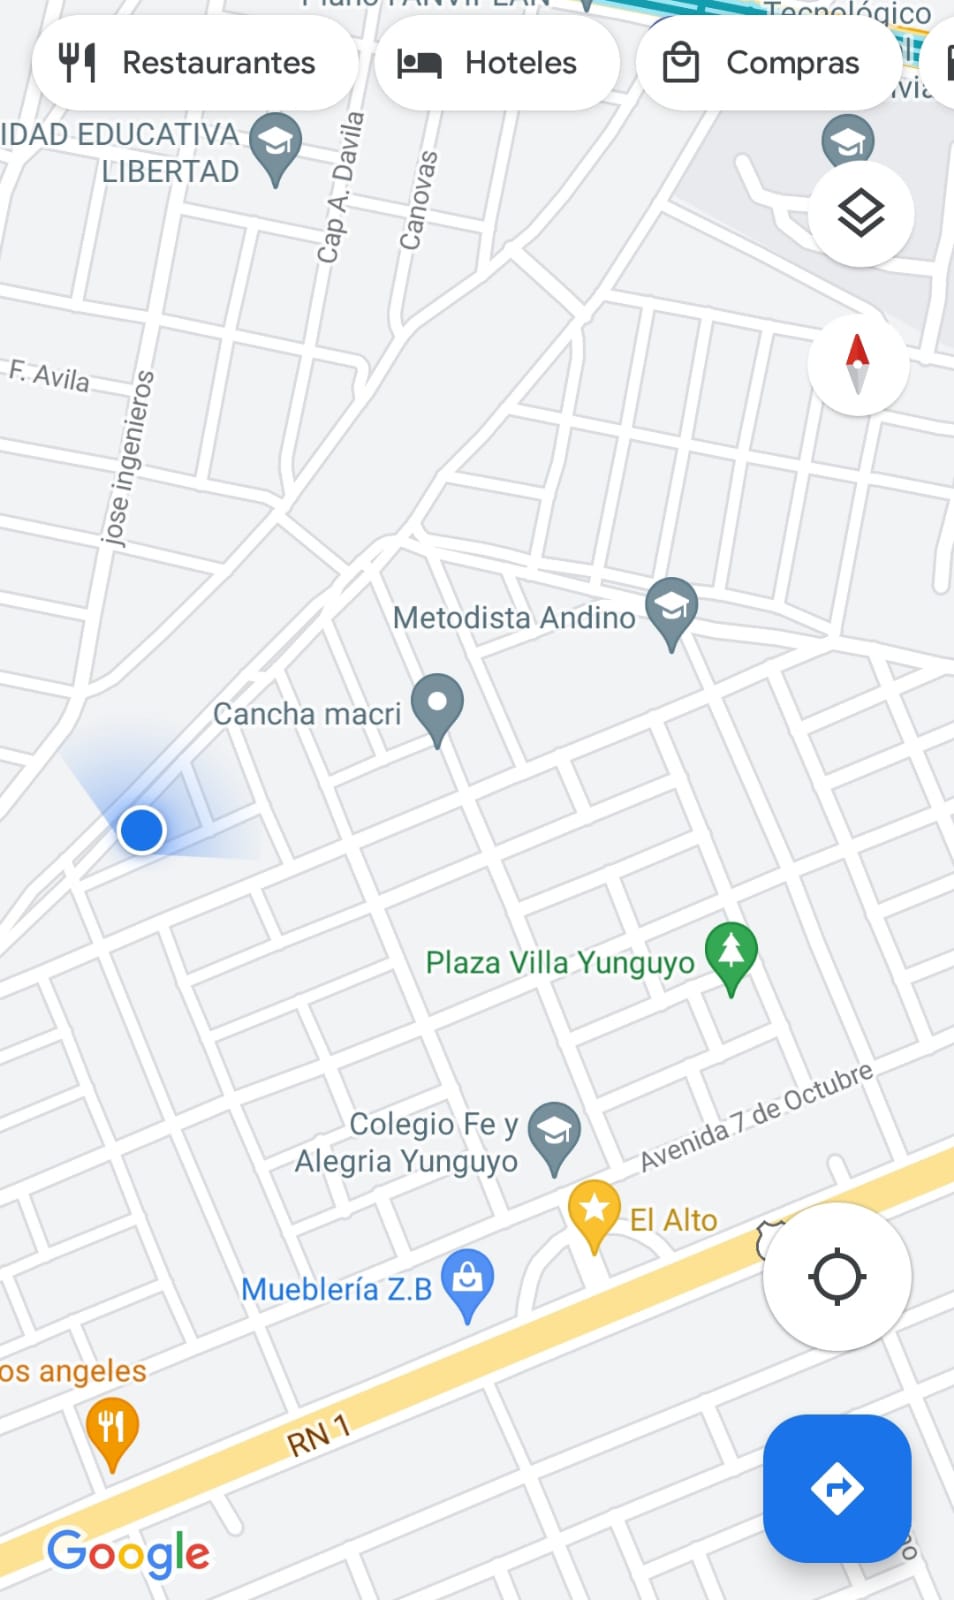 Tecnológico
Restaurantes
Hoteles
Compras
IDAD EDUCATIVA
LIBERTAD
Cap A. Davila
Canovas
F. Avila
jose ingenieros
Metodista Andino
Cancha macri
Plaza Villa Yunguyo
Avenida 7 de Octubre
Colegio Fe y
Alegria Yunguyo
El Alto
Mueblería Z.B
os angeles
RN 1
Google